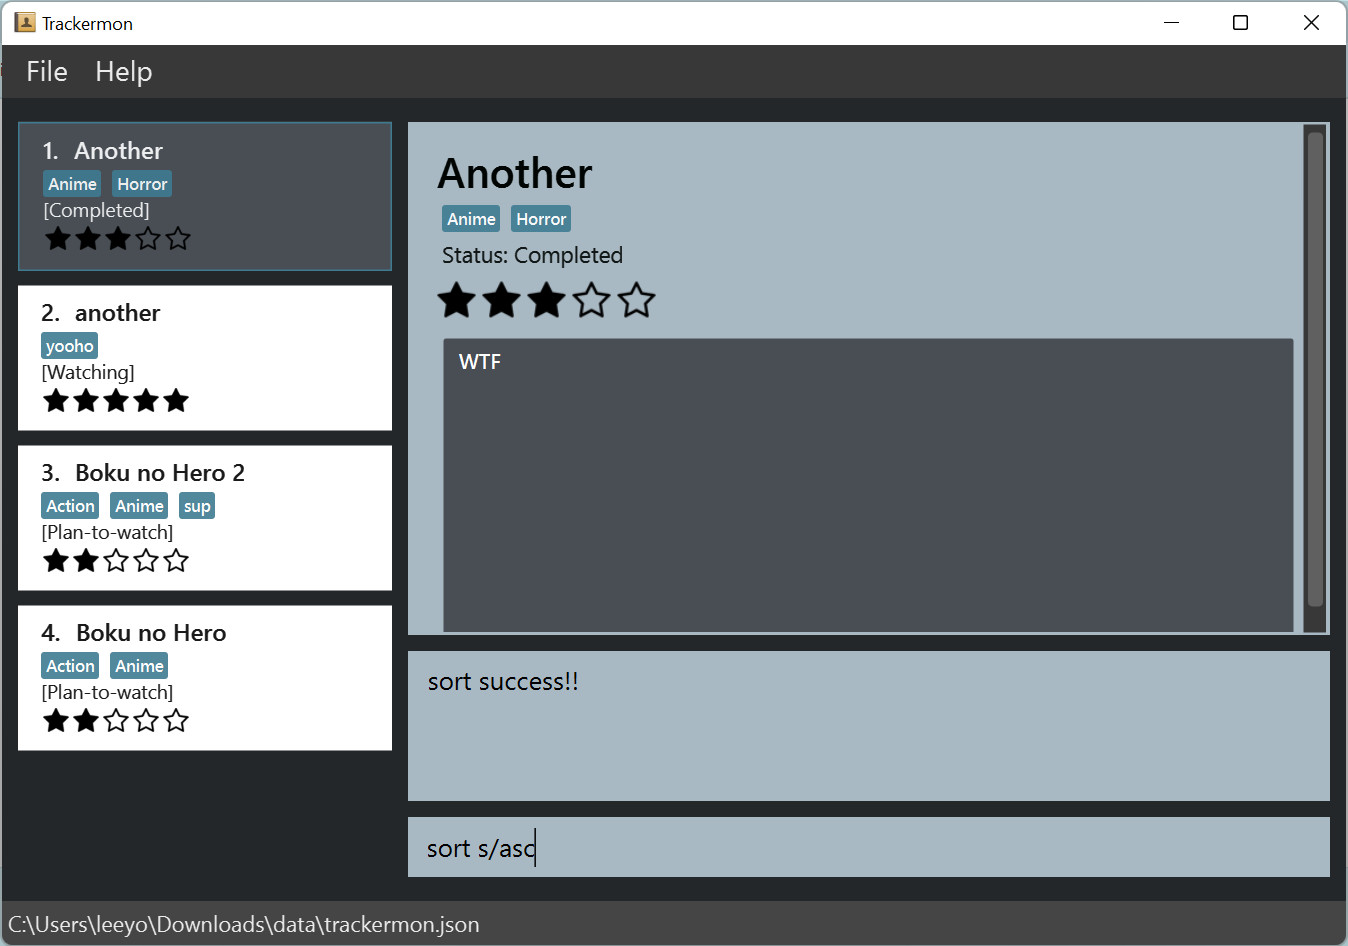 Trackermon
File Help
1. Another
Anime Horror
[Completed]
2. another
yooho
[Watching]
3. Boku no Hero 2
Action Anime sup
[Plan-to-watch]
4. Boku no Hero
Action Anime
[Plan-to-watch]
Another
Anime Horror
Status: Completed
WTF
sort success!!
sort s/asc
C:\Users\leeyo\Downloads\data\trackermon.json